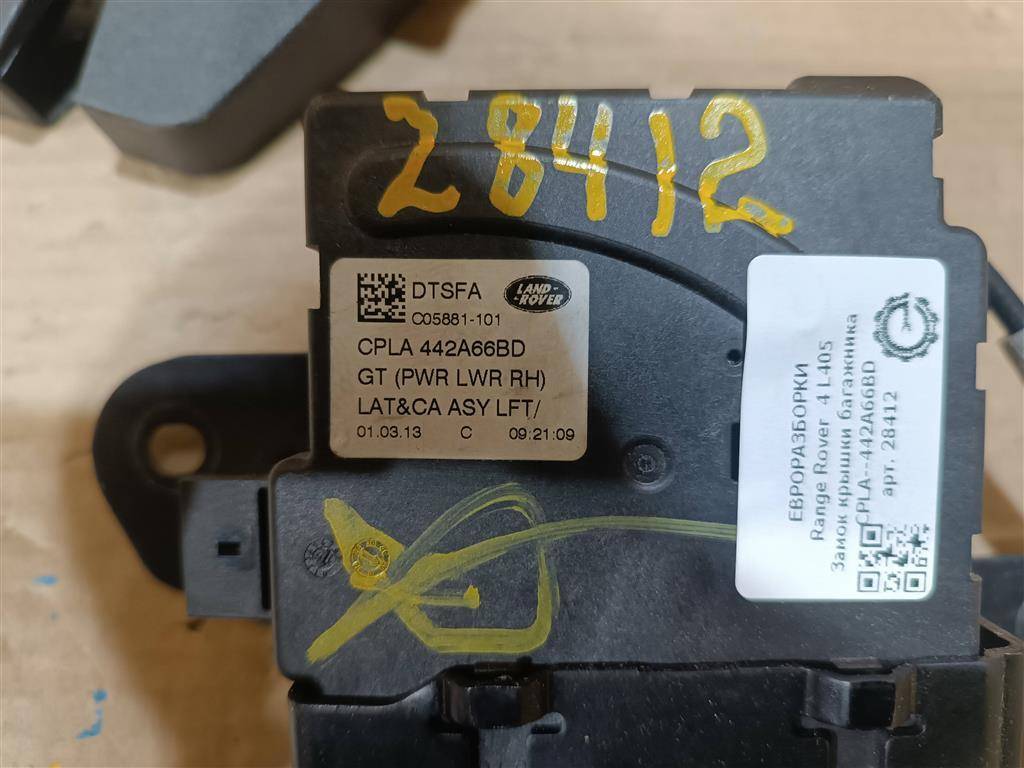 28412
DTSFA
LAND-
-ROVER
C05881-101
CPLA 442A66BD
GT (PWR LWR RH)
LAT&CA ASY LFT/
01.03.13 C 09:21:09
ЕВРОРАЗБОРКИ
Range Rover 4 L405
Замок крышки багажника
CPLA--442A66BD
арт. 28412